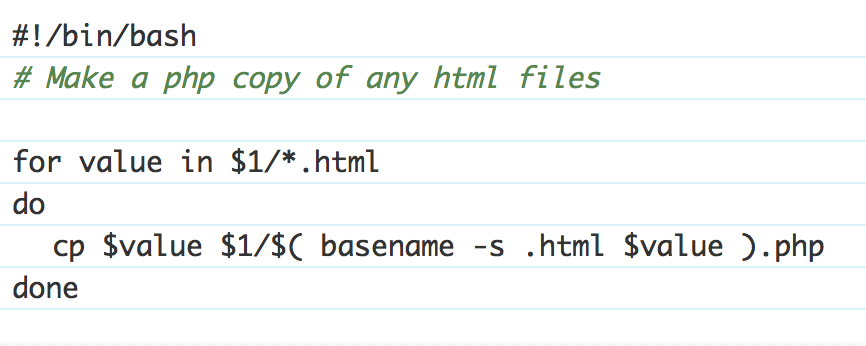 #!/bin/bash
# Make a php copy of any html files
for value in $1/*.html
do
cp $value $1/$( basename -s .html $value ).php
done